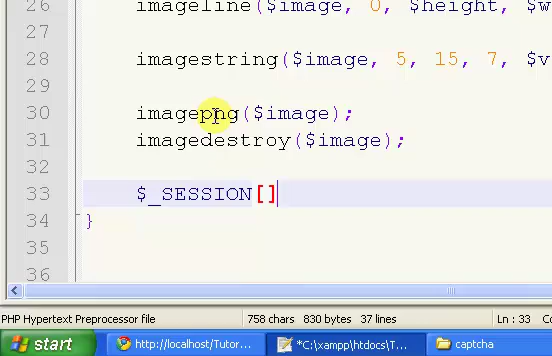 26 imageline($image, 0, $height, $w
27
28 imagestring($image, 5, 15, 7, $v
29
30 imagepng($image);
31 imagedestroy($image);
32
33 $_SESSION[]
34 }
35
36
PHP Hypertext Preprocessor file 758 chars 830 bytes 37 lines Ln : 33 Co
start http://localhost/Tutor... *C:\xampp\htdocs\T... captcha